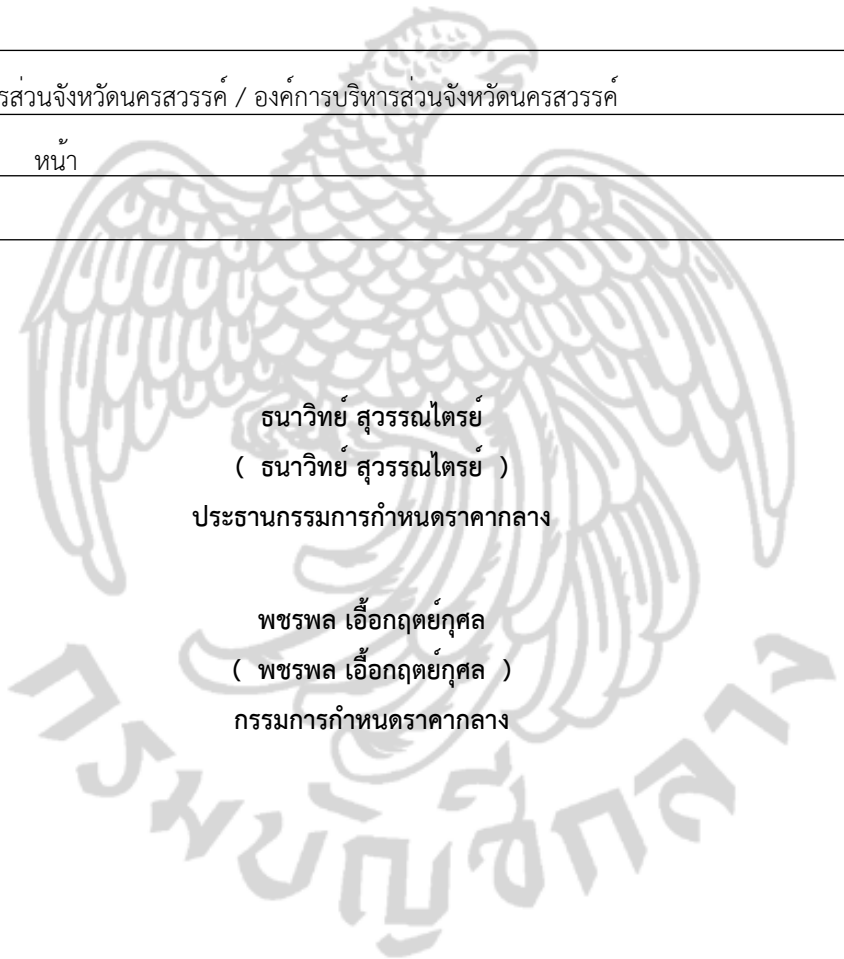 รส่วนจังหวัดนครสวรรค์ / องค์การบริหารส่วนจังหวัดนครสวรรค์
หน้า
ธนาวิทย์ สุวรรณไตรย์
( ธนาวิทย์ สุวรรณไตรย์ )
ประธานกรรมการกำหนดราคากลาง
พชรพล เอื้อกฤตย์กุศล
( พชรพล เอื้อกฤตย์กุศล )
กรรมการกำหนดราคากลาง
กรมบัญชีกลาง